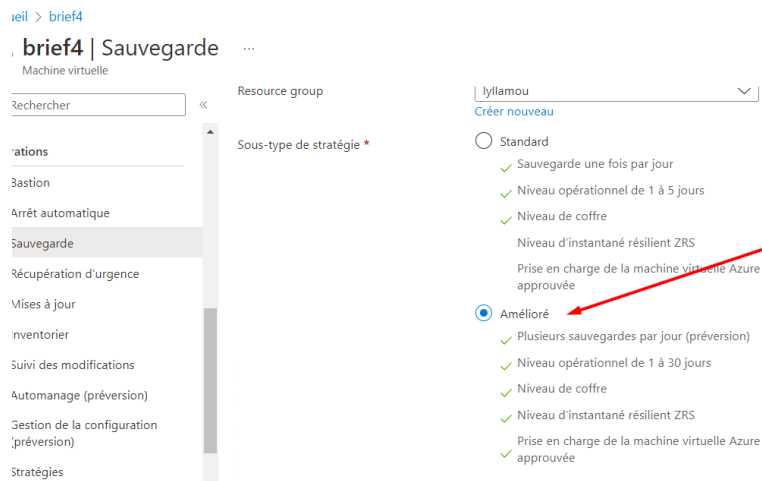 ueil > brief4
brief4 | Sauvegarde ...
Machine virtuelle
Rechercher
«
rations
Bastion
Arrêt automatique
Sauvegarde
Récupération d'urgence
Mises à jour
Inventorier
Suivi des modifications
Automanage (préversion)
Gestion de la configuration
(préversion)
Stratégies
Resource group
lyllamou
Créer nouveau
Sous-type de stratégie *
Standard
Sauvegarde une fois par jour
Niveau opérationnel de 1 à 5 jours
Niveau de coffre
Niveau d'instantané résilient ZRS
Prise en charge de la machine virtuelle Azure
approuvée
Amélioré
Plusieurs sauvegardes par jour (préversion)
Niveau opérationnel de 1 à 30 jours
Niveau de coffre
Niveau d'instantané résilient ZRS
Prise en charge de la machine virtuelle Azure
approuvée